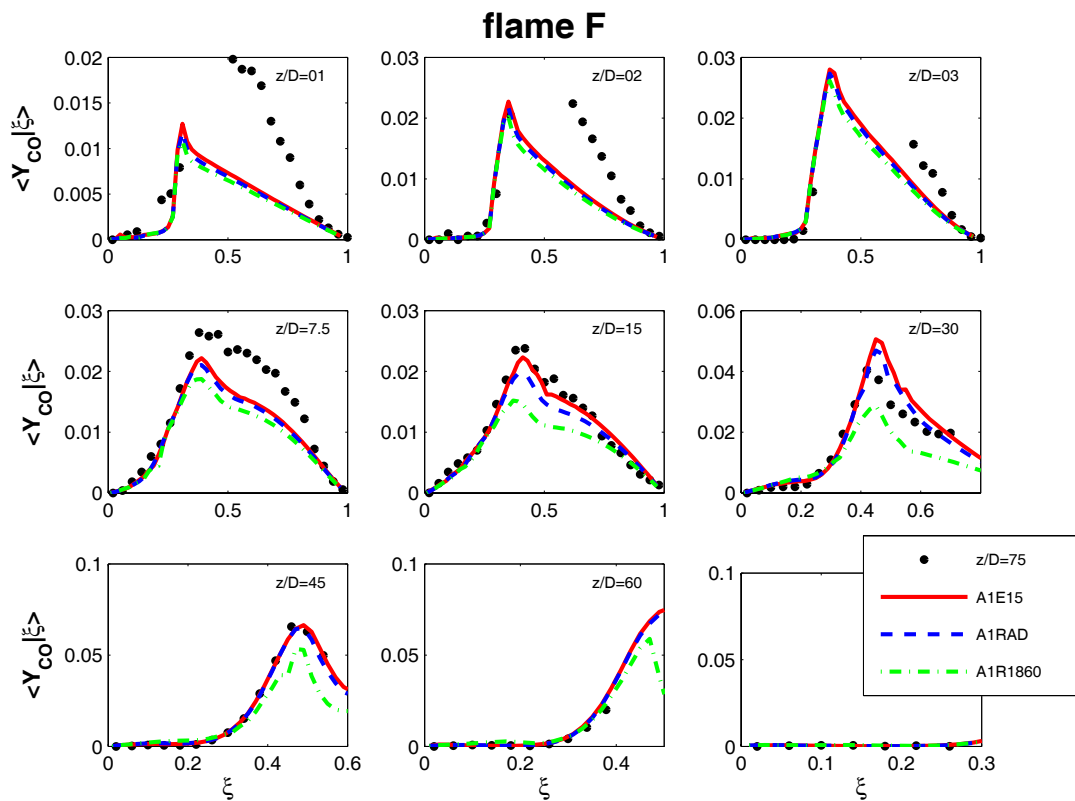 flame F
<Y_CO|ξ>
0.02
0.015
0.01
0.005
0
0 0.5 1
z/D=01
0.03
0.02
0.01
0
0 0.5 1
z/D=02
0.03
0.02
0.01
0
0 0.5 1
z/D=03
0.03
0.02
0.01
0
0 0.5 1
z/D=7.5
0.03
0.02
0.01
0
0 0.5 1
z/D=15
0.06
0.04
0.02
0
0 0.2 0.4 0.6
z/D=30
<Y_CO|ξ>
0.1
0.05
0
0 0.2 0.4 0.6
ξ
z/D=45
0.1
0.05
0
0 0.2 0.4
ξ
z/D=60
0.1
0.05
0
0 0.1 0.2 0.3
ξ
z/D=75
A1E15
A1RAD
A1R1860